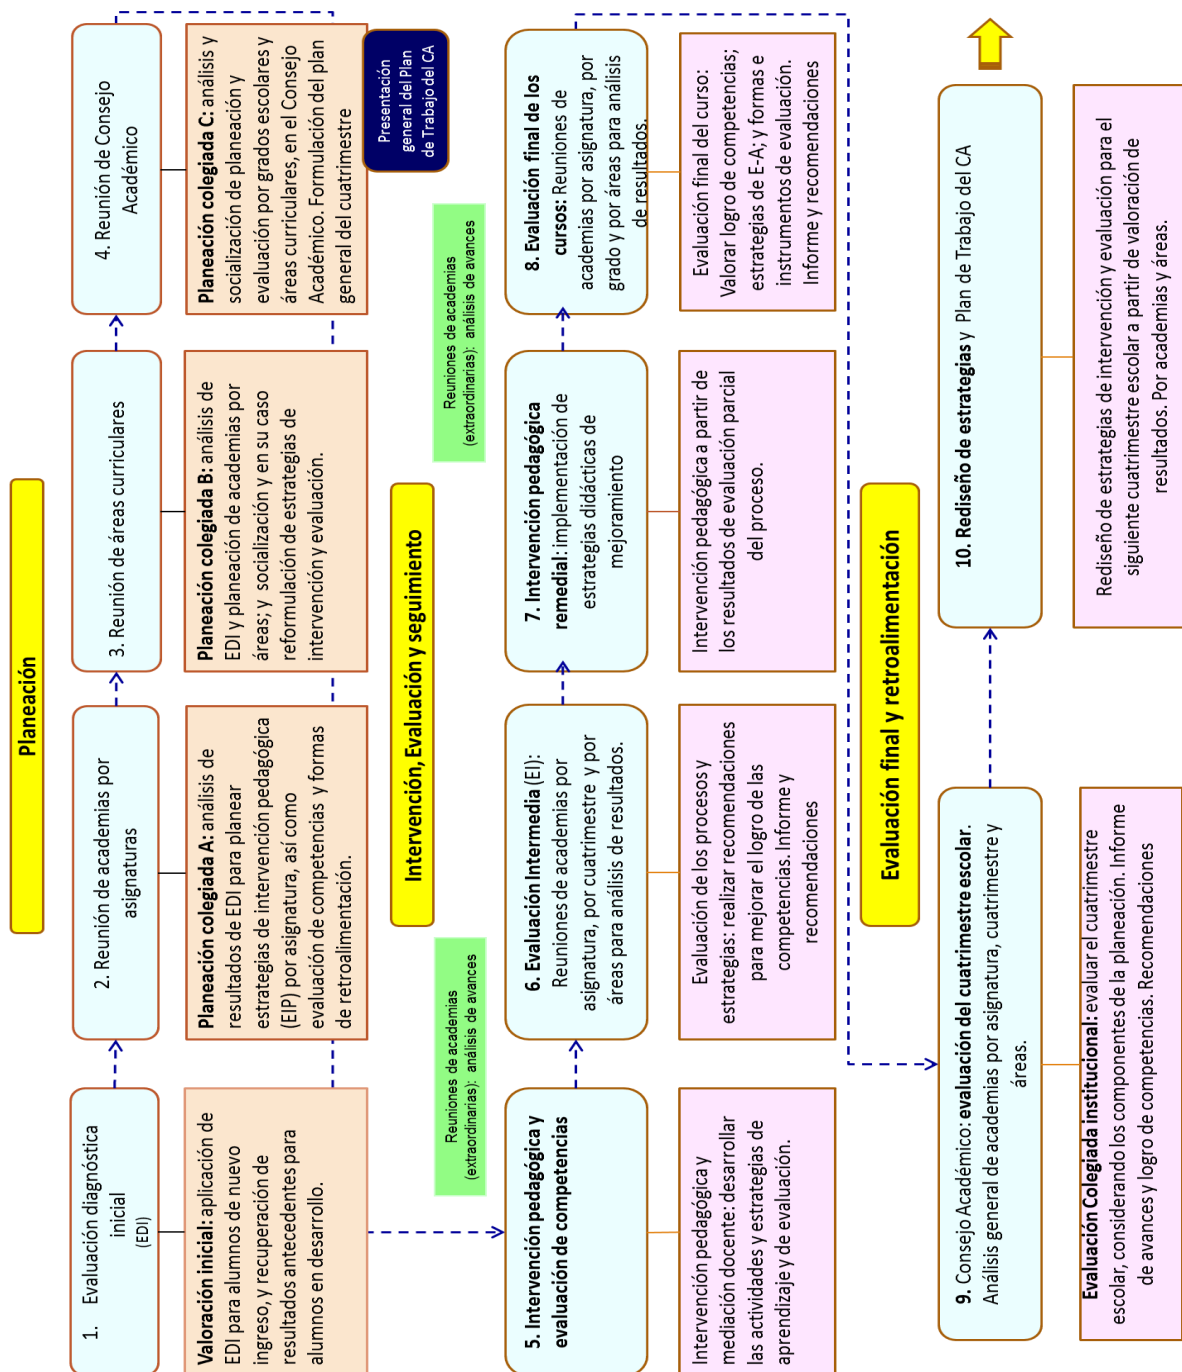 Planeación
1. Evaluación diagnóstica
inicial
(EDI)
2. Reunión de academias por
asignaturas
3. Reunión de áreas curriculares
4. Reunión de Consejo
Académico
Valoración inicial: aplicación de
EDI para alumnos de nuevo
ingreso, y recuperación de
resultados antecedentes para
alumnos en desarrollo.
Planeación colegiada A: análisis de
resultados de EDI para planear
estrategias de intervención pedagógica
(EIP) por asignatura, así como
evaluación de competencias y formas
de retroalimentación.
Planeación colegiada B: análisis de
EDI y planeación de academias por
áreas; y socialización y en su caso
reformulación de estrategias de
intervención y evaluación.
Planeación colegiada C: análisis y
socialización de planeación y
evaluación por grados escolares y
áreas curriculares, en el Consejo
Académico. Formulación del plan
general del cuatrimestre
Presentación
general del Plan
de Trabajo del CA
Intervención, Evaluación y seguimiento
Reuniones de academias
(extraordinarias): análisis de avances
Reuniones de academias
(extraordinarias): análisis de avances
5. Intervención pedagógica y
evaluación de competencias
6. Evaluación Intermedia (EI):
Reuniones de academias por
asignatura, por cuatrimestre y por
áreas para análisis de resultados.
7. Intervención pedagógica
remedial: implementación de
estrategias didácticas de
mejoramiento
8. Evaluación final de los
cursos: Reuniones de
academias por asignatura, por
grado y por áreas para análisis
de resultados.
Intervención pedagógica y
mediación docente: desarrollar
las actividades y estrategias de
aprendizaje y de evaluación.
Evaluación de los procesos y
estrategias: realizar recomendaciones
para mejorar el logro de las
competencias. Informe y
recomendaciones
Intervención pedagógica a partir de
los resultados de evaluación parcial
del proceso.
Evaluación final del curso:
Valorar logro de competencias;
estrategias de E-A; y formas e
instrumentos de evaluación.
Informe y recomendaciones
Evaluación final y retroalimentación
9. Consejo Académico: evaluación del cuatrimestre escolar.
Análisis general de academias por asignatura, cuatrimestre y
áreas.
10. Rediseño de estrategias y Plan de Trabajo del CA
Evaluación Colegiada institucional: evaluar el cuatrimestre
escolar, considerando los componentes de la planeación. Informe
de avances y logro de competencias. Recomendaciones
Rediseño de estrategias de intervención y evaluación para el
siguiente cuatrimestre escolar a partir de valoración de
resultados. Por academias y áreas.